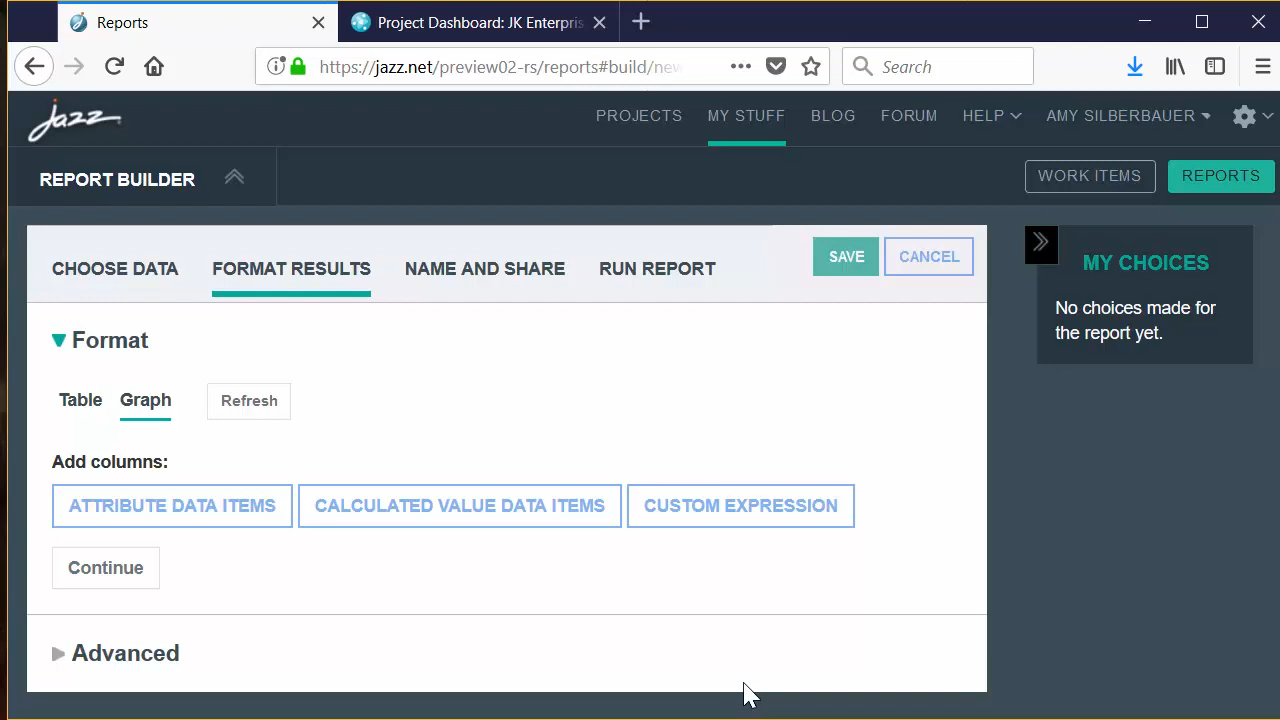 Reports
Project Dashboard: JK Enterpris
https://jazz.net/preview02-rs/reports#build/new
Search
jazz
PROJECTS
MY STUFF
BLOG
FORUM
HELP
AMY SILBERBAUER
REPORT BUILDER
WORK ITEMS
REPORTS
CHOOSE DATA
FORMAT RESULTS
NAME AND SHARE
RUN REPORT
SAVE
CANCEL
MY CHOICES
No choices made for
the report yet.
Format
Table
Graph
Refresh
Add columns:
ATTRIBUTE DATA ITEMS
CALCULATED VALUE DATA ITEMS
CUSTOM EXPRESSION
Continue
Advanced